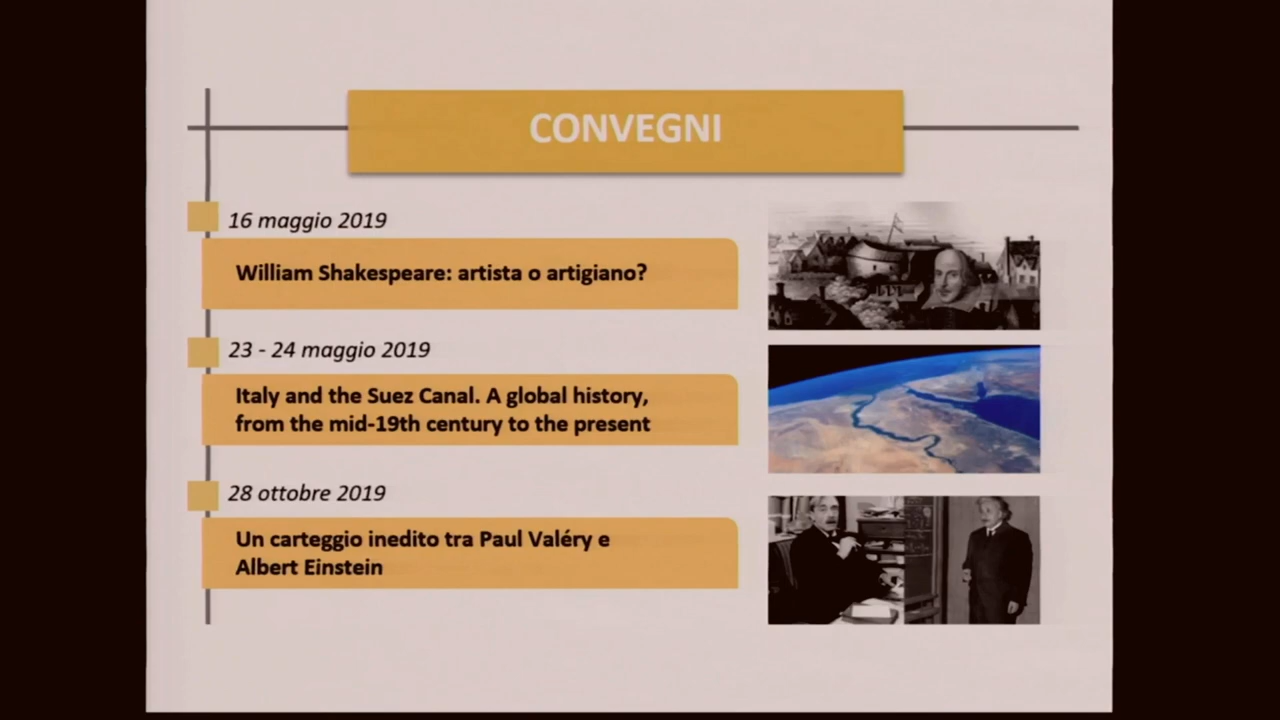 CONVEGNI
16 maggio 2019
William Shakespeare: artista o artigiano?
23 - 24 maggio 2019
Italy and the Suez Canal. A global history,
from the mid-19th century to the present
28 ottobre 2019
Un carteggio inedito tra Paul Valéry e
Albert Einstein